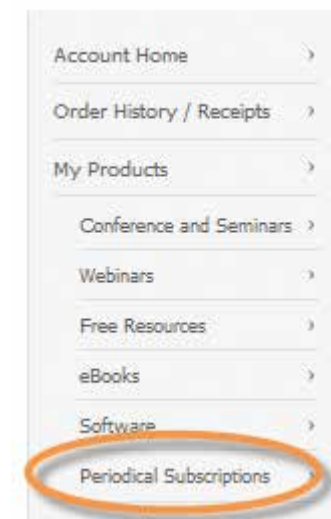 Account Home
Order History / Receipts
My Products
Conference and Seminars
Webinars
Free Resources
eBooks
Software
Periodical Subscriptions